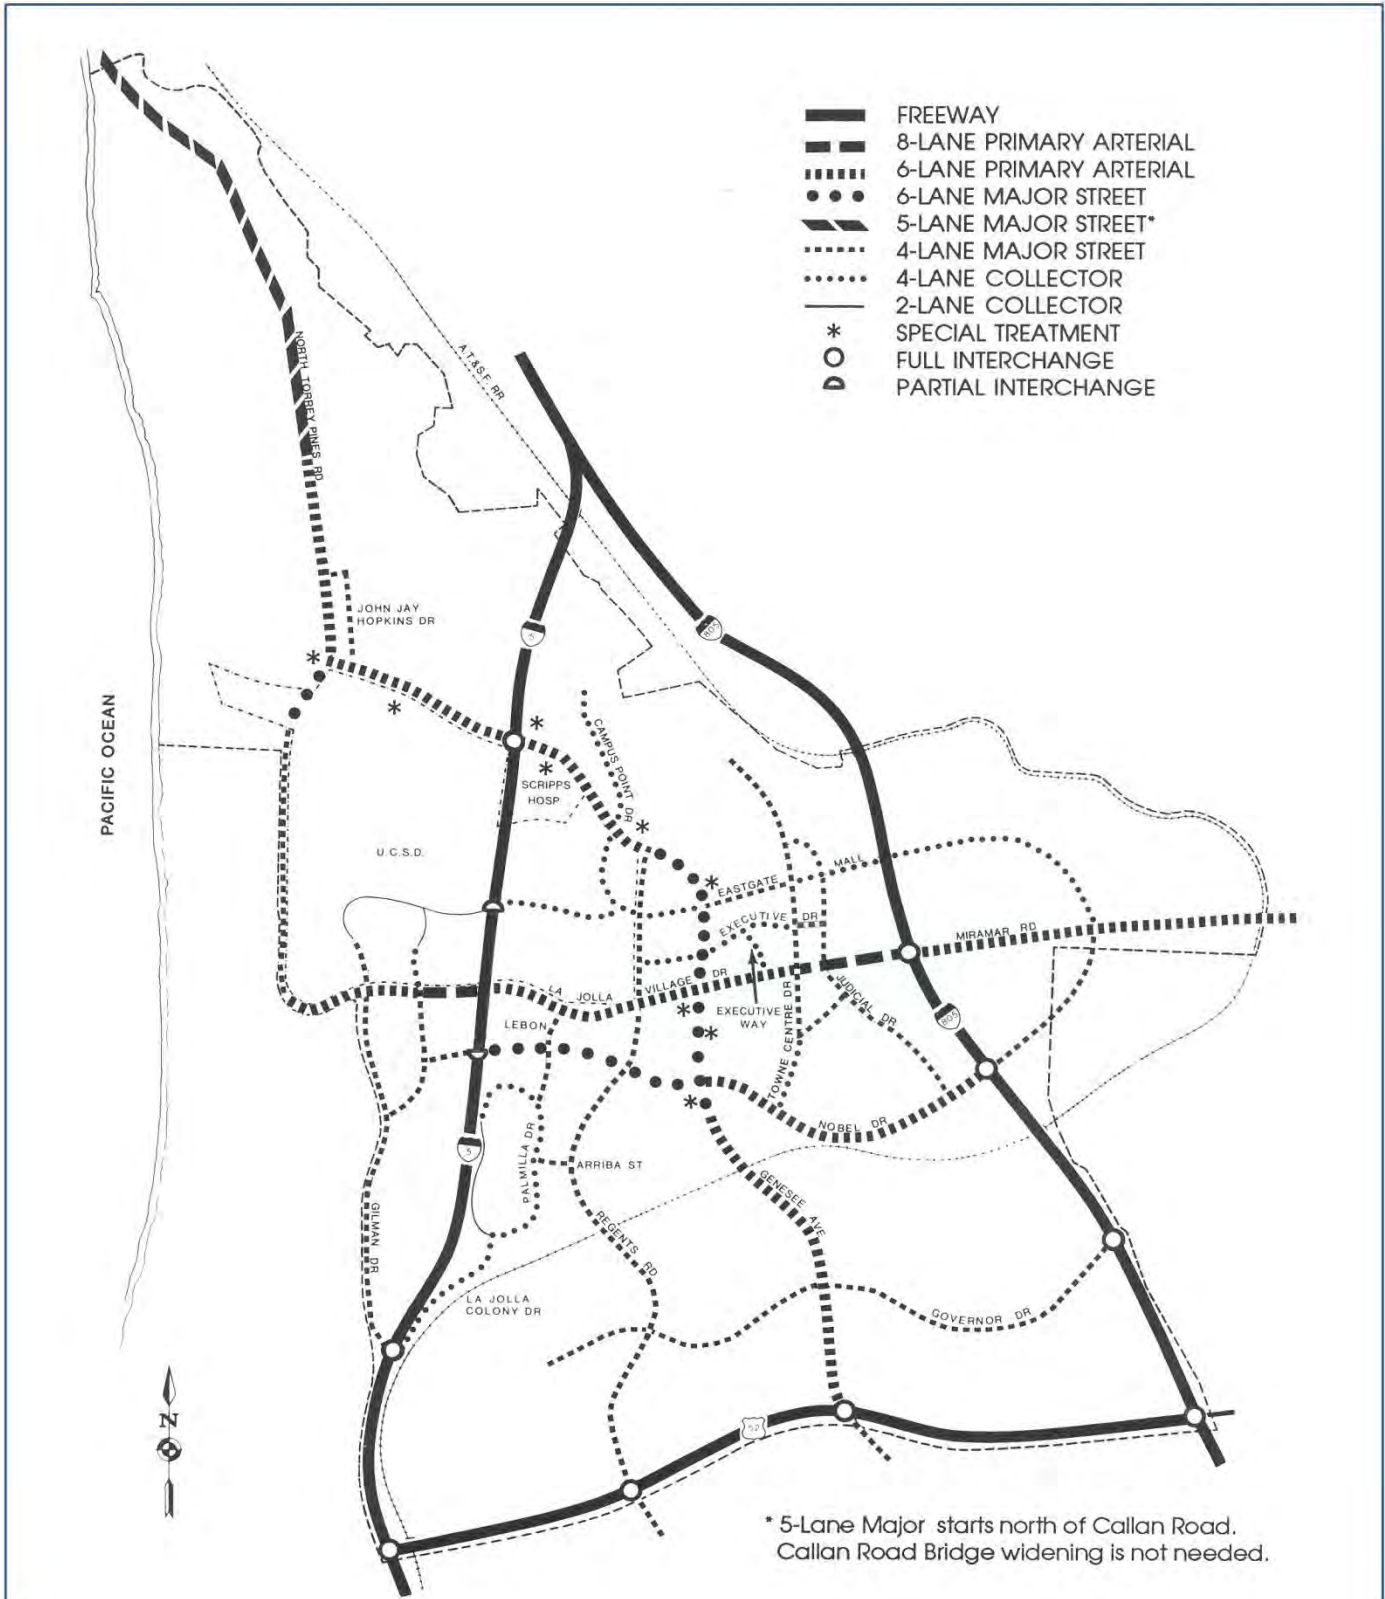 FREEWAY
8-LANE PRIMARY ARTERIAL
6-LANE PRIMARY ARTERIAL
6-LANE MAJOR STREET
5-LANE MAJOR STREET*
4-LANE MAJOR STREET
4-LANE COLLECTOR
2-LANE COLLECTOR
* SPECIAL TREATMENT
FULL INTERCHANGE
PARTIAL INTERCHANGE
NORTH TORREY PINES RD
A.T.&S.F. RR
JOHN JAY
HOPKINS DR
5
805
PACIFIC OCEAN
CAMPUS POINT DR
SCRIPPS
HOSP
U.C.S.D.
EASTGATE MALL
EXECUTIVE DR
MIRAMAR RD
LA JOLLA VILLAGE DR
EXECUTIVE
WAY
JUDICIAL DR
805
LEBON
TOWNE CENTRE DR
NOBEL DR
5
PALMILLA DR
ARRIBA ST
GENESEE AVE
GILMAN DR
REGENTS RD
LA JOLLA
COLONY DR
GOVERNOR DR
N
52
* 5-Lane Major starts north of Callan Road.
Callan Road Bridge widening is not needed.